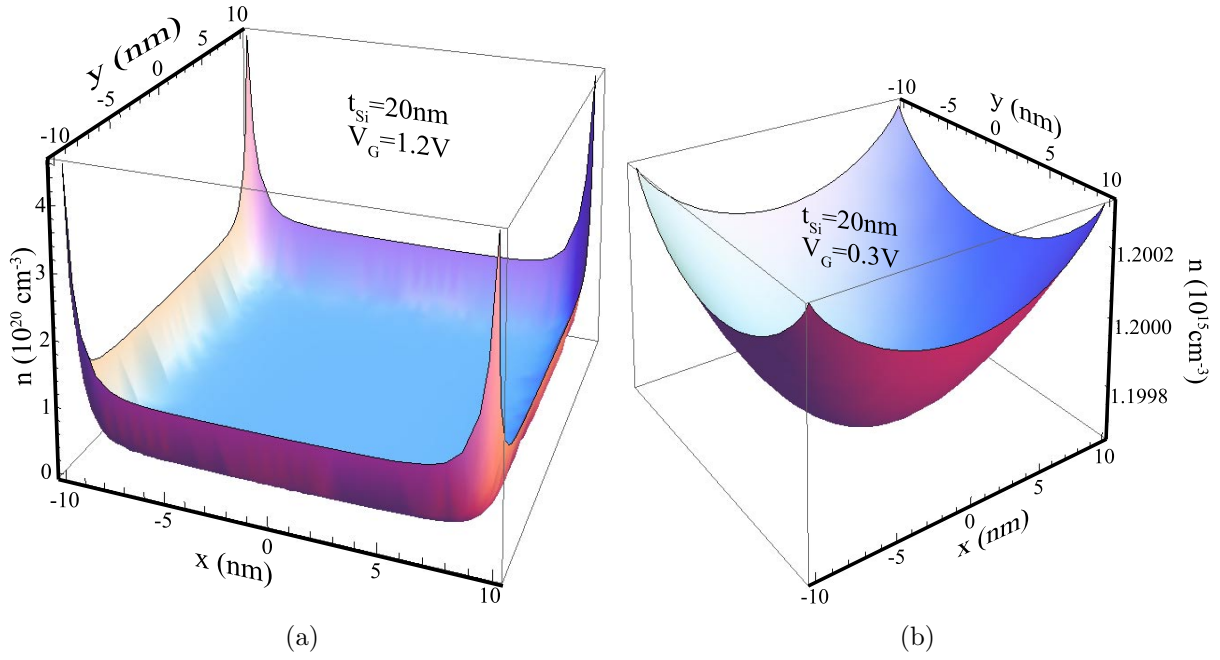 10
5
0
-5
-10
y (nm)
t_Si=20nm
V_G=1.2V
4
3
2
1
0
n (10^20 cm^-3)
-10
-5
0
5
10
x (nm)
(a)
-10
-5
0
5
10
y (nm)
t_Si=20nm
V_G=0.3V
1.2002
1.2000
1.1998
n (10^15 cm^-3)
10
5
0
-5
-10
x (nm)
(b)